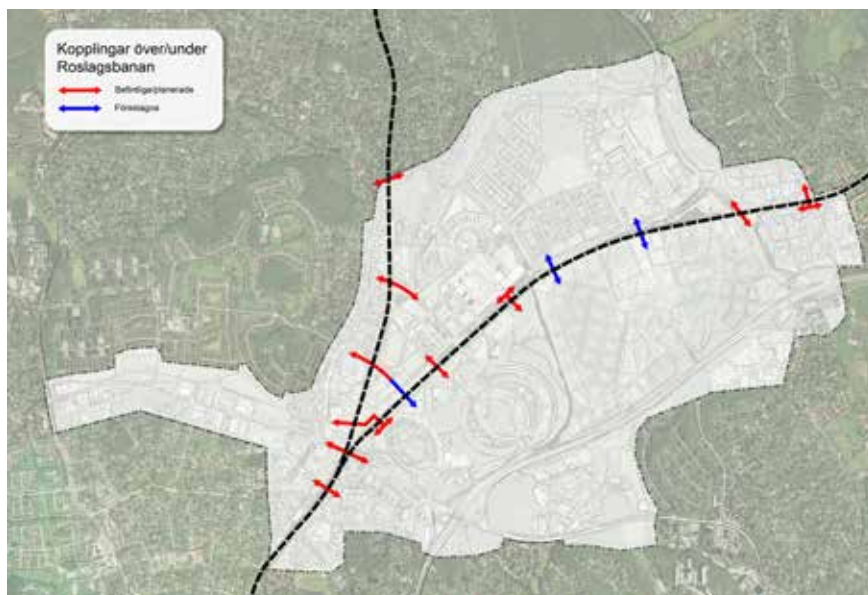 Kopplingar över/under
Roslagsbanan
Befintliga/planerade
Föreslagna